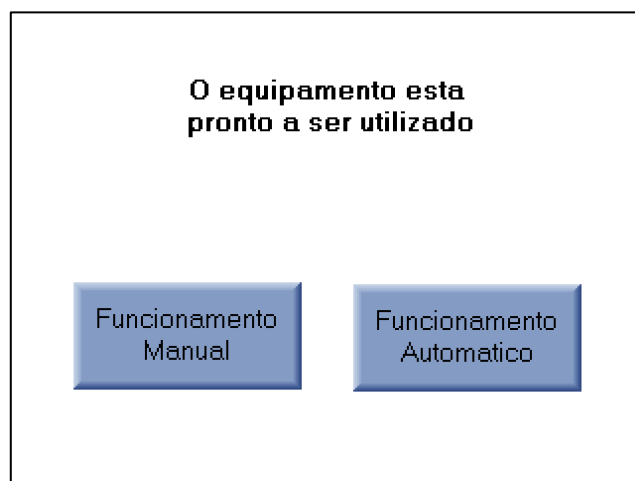 O equipamento esta
pronto a ser utilizado
Funcionamento
Manual
Funcionamento
Automatico